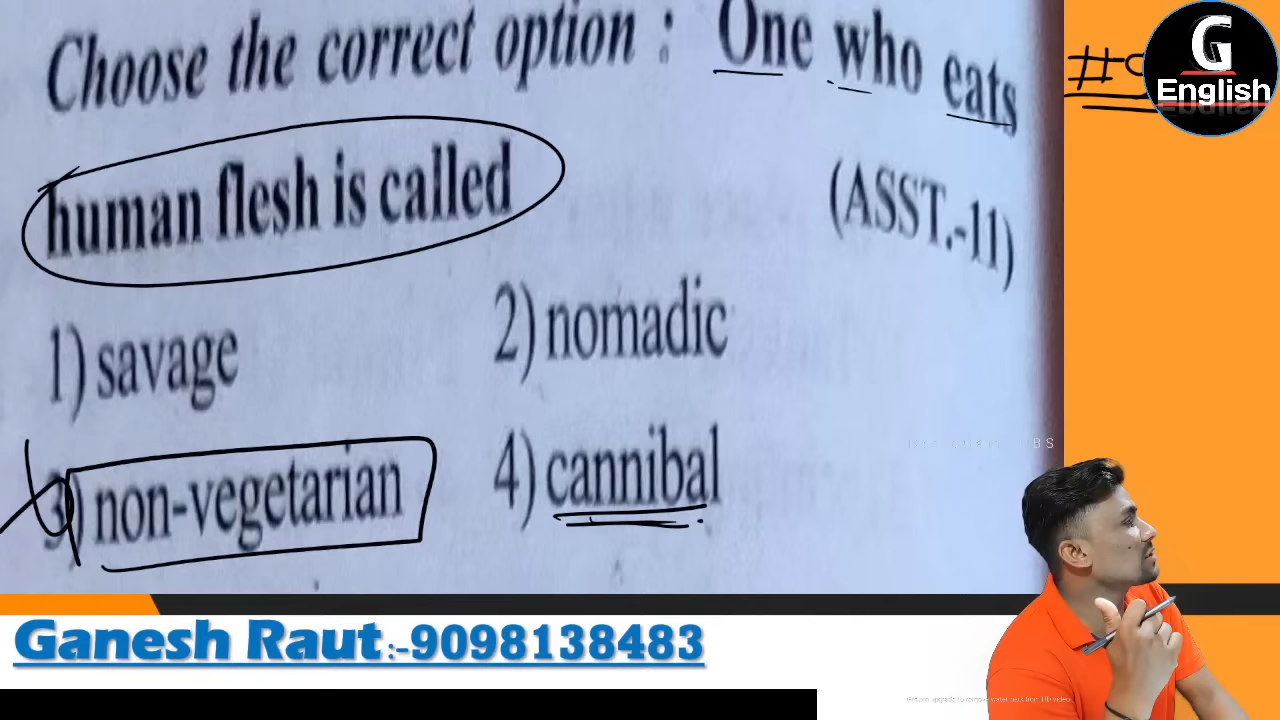 Choose the correct option : One who eats
human flesh is called
(ASST.-11)
1) savage
2) nomadic
3) non-vegetarian
4) cannibal
G
English
Ganesh Raut:-9098138483